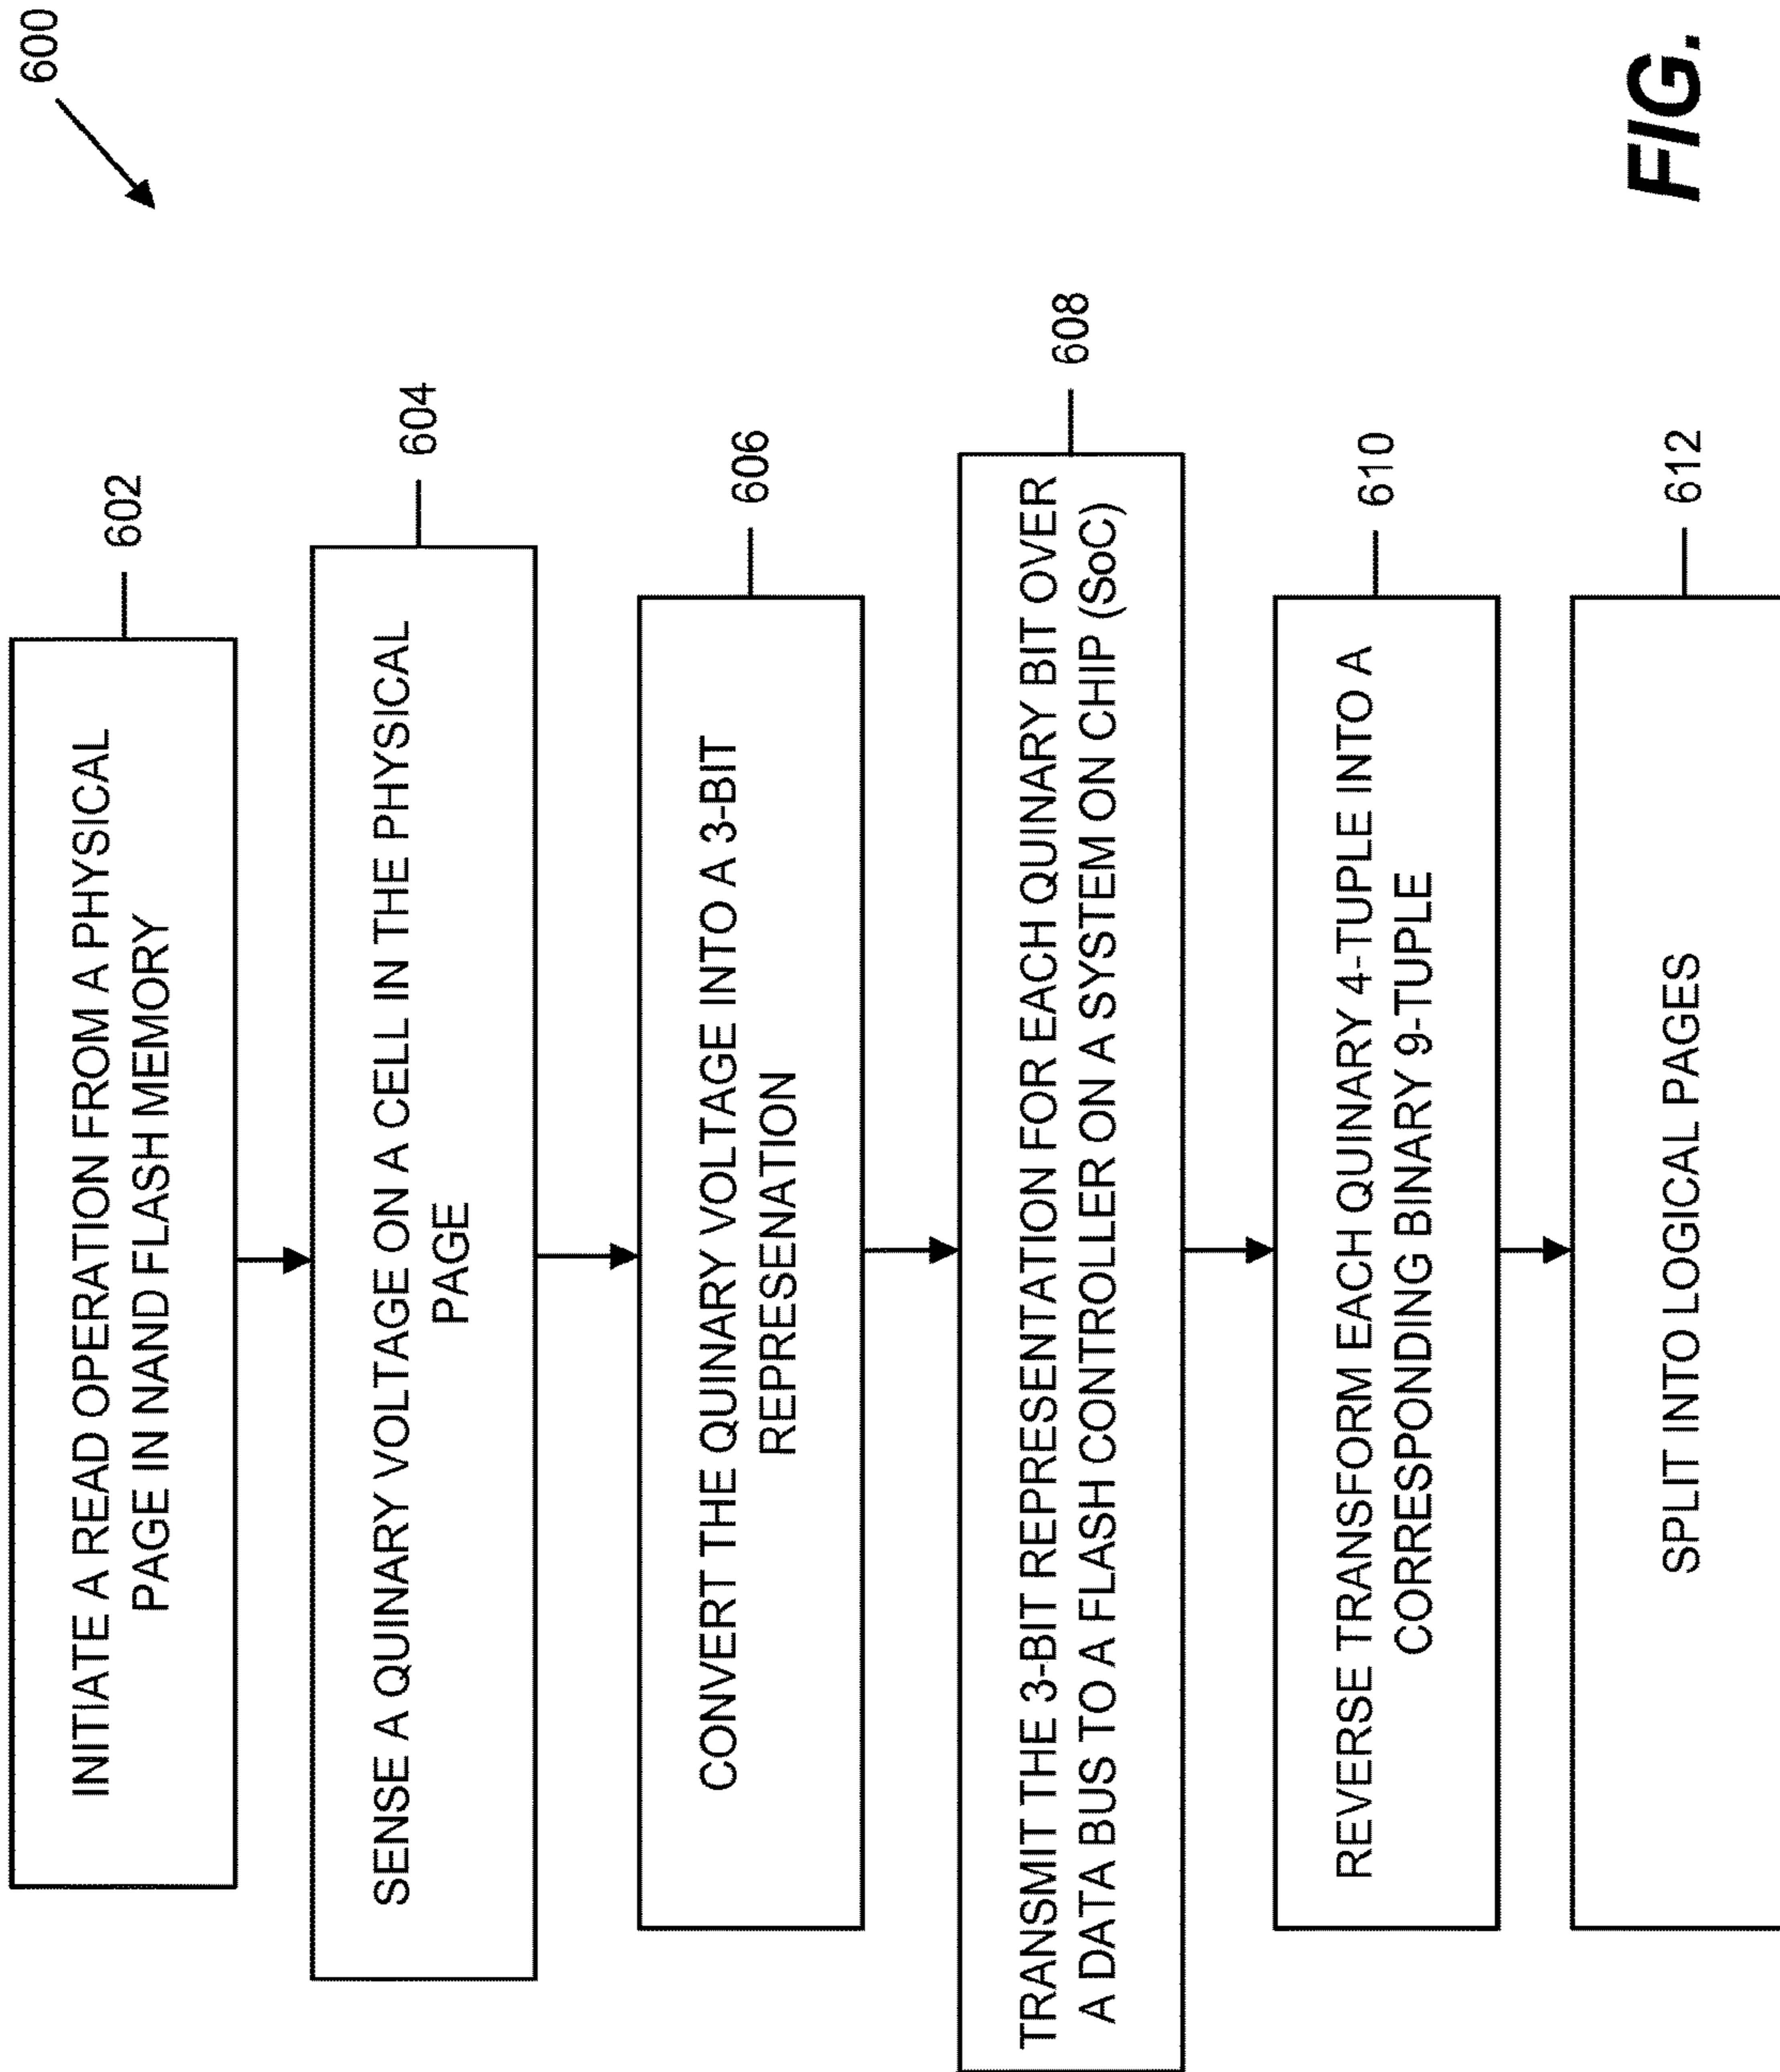 600
INITIATE A READ OPERATION FROM A PHYSICAL
PAGE IN NAND FLASH MEMORY
602
SENSE A QUINARY VOLTAGE ON A CELL IN THE PHYSICAL
PAGE
604
CONVERT THE QUINARY VOLTAGE INTO A 3-BIT
REPRESENATION
606
TRANSMIT THE 3-BIT REPRESENTATION FOR EACH QUINARY BIT OVER
A DATA BUS TO A FLASH CONTROLLER ON A SYSTEM ON CHIP (SoC)
608
REVERSE TRANSFORM EACH QUINARY 4-TUPLE INTO A
CORRESPONDING BINARY 9-TUPLE
610
SPLIT INTO LOGICAL PAGES
612
FIG.